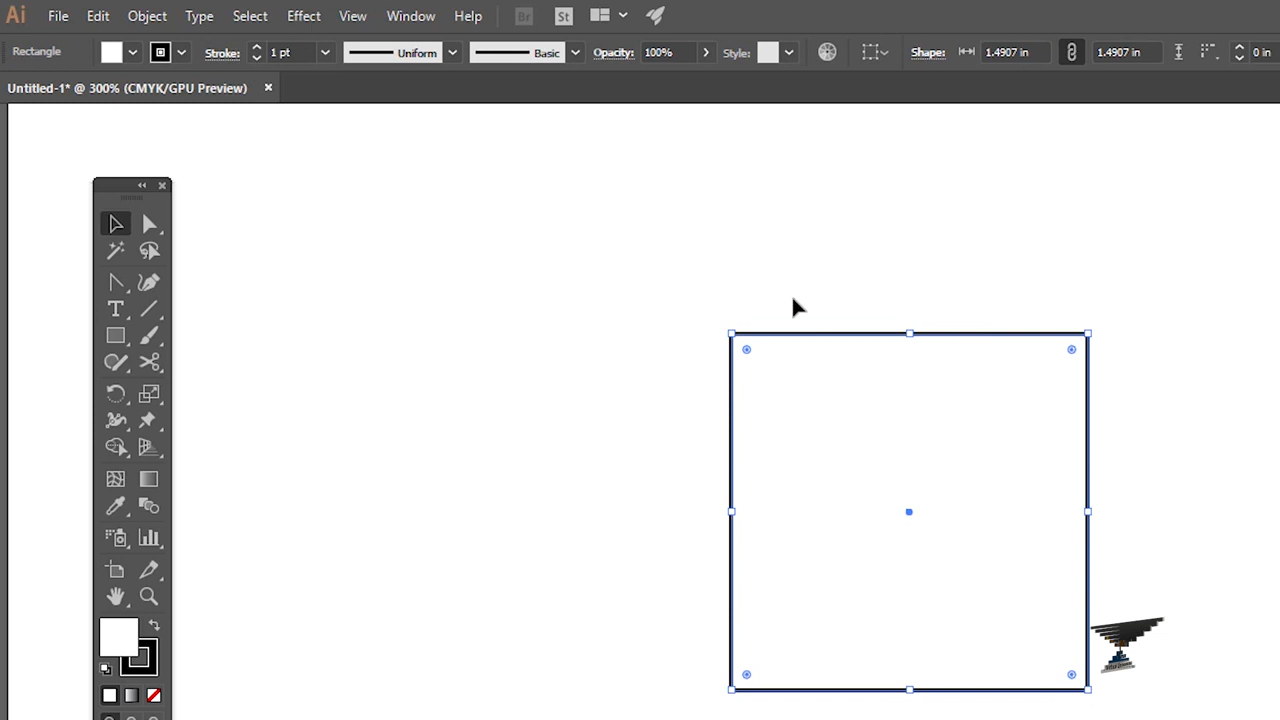 Ai File Edit Object Type Select Effect View Window Help Br St
Rectangle Stroke: 1 pt Uniform Basic Opacity: 100% Style: Shape: 1.4907 in 1.4907 in 0 in
Untitled-1* @ 300% (CMYK/GPU Preview) ×
T